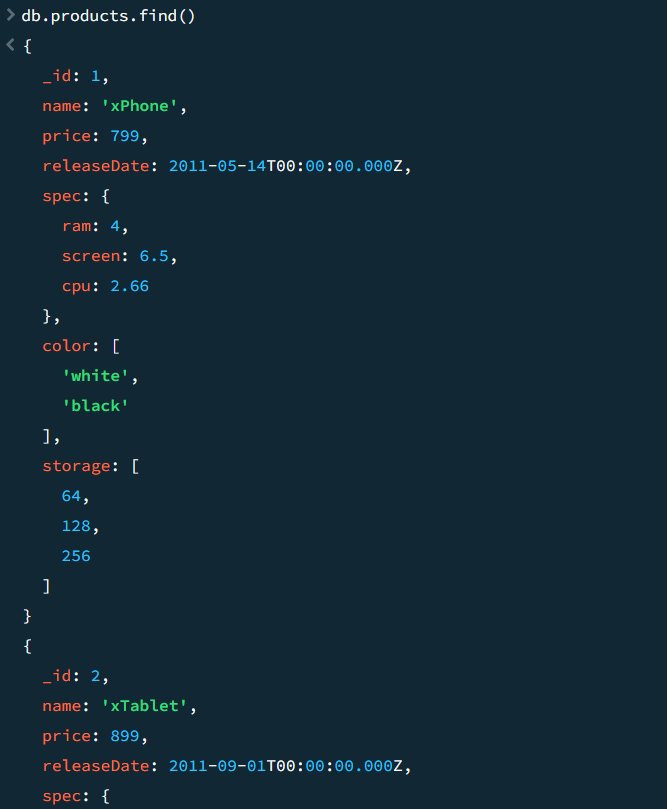 > db.products.find()
< {
_id: 1,
name: 'xPhone',
price: 799,
releaseDate: 2011-05-14T00:00:00.000Z,
spec: {
ram: 4,
screen: 6.5,
cpu: 2.66
},
color: [
'white',
'black'
],
storage: [
64,
128,
256
]
}
{
_id: 2,
name: 'xTablet',
price: 899,
releaseDate: 2011-09-01T00:00:00.000Z,
spec: {